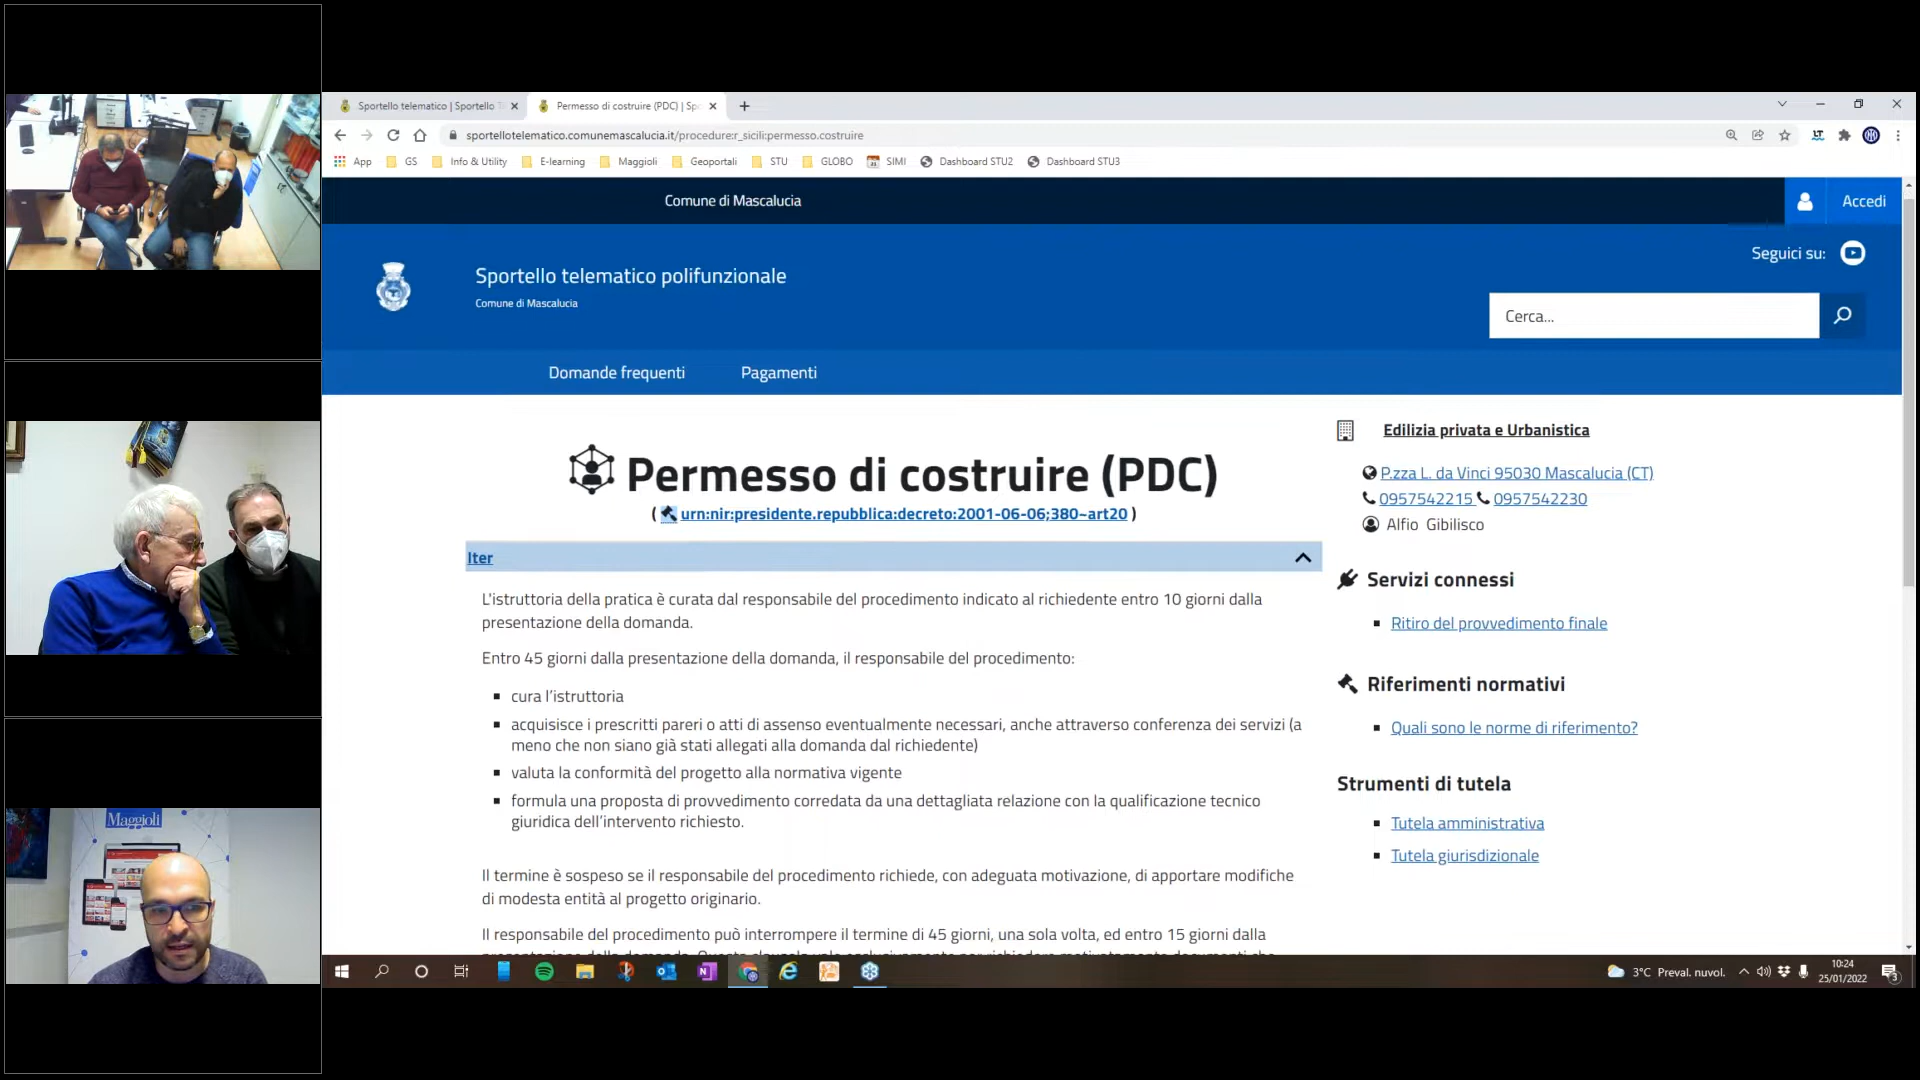 Maggioli
Sportello telematico | Sportello T
Permesso di costruire (PDC) | Spo
sportellotelematico.comunemascalucia.it/procedure:r_sicili:permesso.costruire
App
GS
Info & Utility
E-learning
Maggioli
Geoportali
STU
GLOBO
SIMI
Dashboard STU2
Dashboard STU3
Comune di Mascalucia
Accedi
Sportello telematico polifunzionale
Comune di Mascalucia
Seguici su:
Cerca...
Domande frequenti
Pagamenti
Permesso di costruire (PDC)
( urn:nir:presidente.repubblica:decreto:2001-06-06;380~art20 )
Iter
L'istruttoria della pratica è curata dal responsabile del procedimento indicato al richiedente entro 10 giorni dalla
presentazione della domanda.
Entro 45 giorni dalla presentazione della domanda, il responsabile del procedimento:
cura l'istruttoria
acquisisce i prescritti pareri o atti di assenso eventualmente necessari, anche attraverso conferenza dei servizi (a
meno che non siano già stati allegati alla domanda dal richiedente)
valuta la conformità del progetto alla normativa vigente
formula una proposta di provvedimento corredata da una dettagliata relazione con la qualificazione tecnico
giuridica dell'intervento richiesto.
Il termine è sospeso se il responsabile del procedimento richiede, con adeguata motivazione, di apportare modifiche
di modesta entità al progetto originario.
Il responsabile del procedimento può interrompere il termine di 45 giorni, una sola volta, ed entro 15 giorni dalla
Edilizia privata e Urbanistica
P.zza L. da Vinci 95030 Mascalucia (CT)
0957542215 0957542230
Alfio Gibilisco
Servizi connessi
Ritiro del provvedimento finale
Riferimenti normativi
Quali sono le norme di riferimento?
Strumenti di tutela
Tutela amministrativa
Tutela giurisdizionale
3°C Preval. nuvol.
10:24
25/01/2022
3